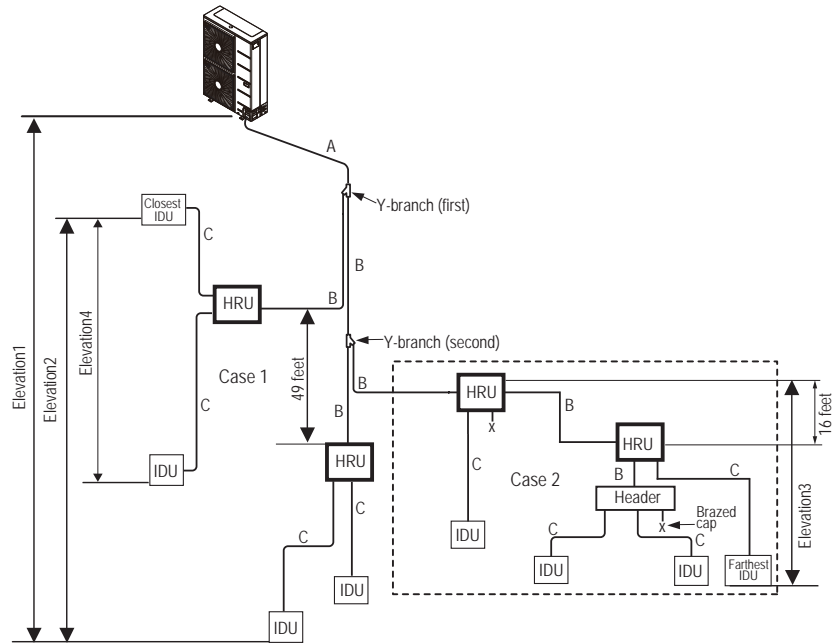 A
Y-branch (first)
Closest
IDU
C
B
HRU
B
Elevation1
Elevation2
Elevation4
Y-branch (second)
Case 1
49 feet
C
B
B
HRU
B
16 feet
x
HRU
IDU
HRU
C
Case 2
B
C
Elevation3
Header
C
C
Brazed
cap
x
C
C
IDU
IDU
IDU
IDU
Farthest
IDU
IDU